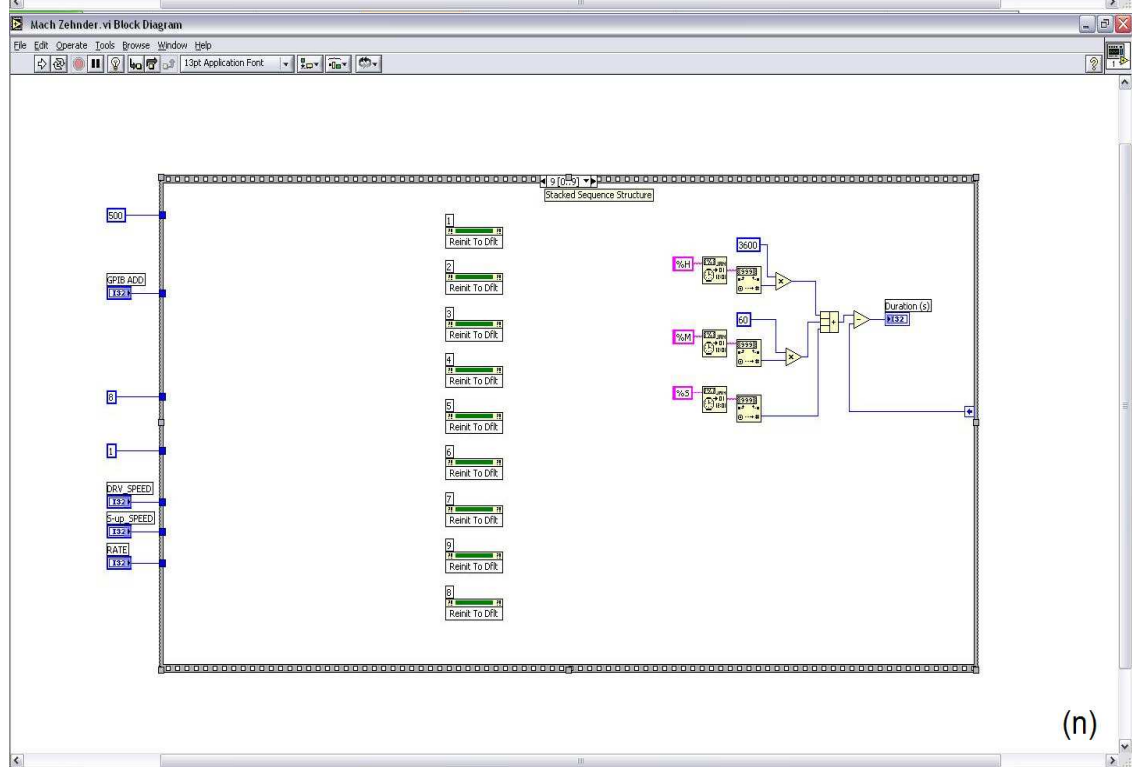 Mach Zehnder.vi Block Diagram
File Edit Operate Tools Browse Window Help
13pt Application Font
1
9 [0..9]
Stacked Sequence Structure
500
GPIB ADD
I32
8
1
DRV_SPEED
I32
S-up_SPEED
I32
RATE
I32
1
Reinit To Dflt
2
Reinit To Dflt
3
Reinit To Dflt
4
Reinit To Dflt
5
Reinit To Dflt
6
Reinit To Dflt
7
Reinit To Dflt
9
Reinit To Dflt
8
Reinit To Dflt
3600
%H
60
%M
%S
Duration (s)
I32
(n)